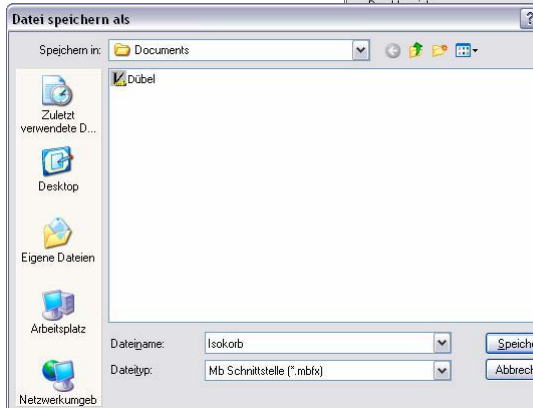 Datei speichern als
Speichern in:
Documents
Dübel
Zuletzt
verwendete D...
Desktop
Eigene Dateien
Arbeitsplatz
Netzwerkumgeb
Dateiname:
Isokorb
Speiche
Dateityp:
Mb Schnittstelle (*.mbfx)
Abbrech